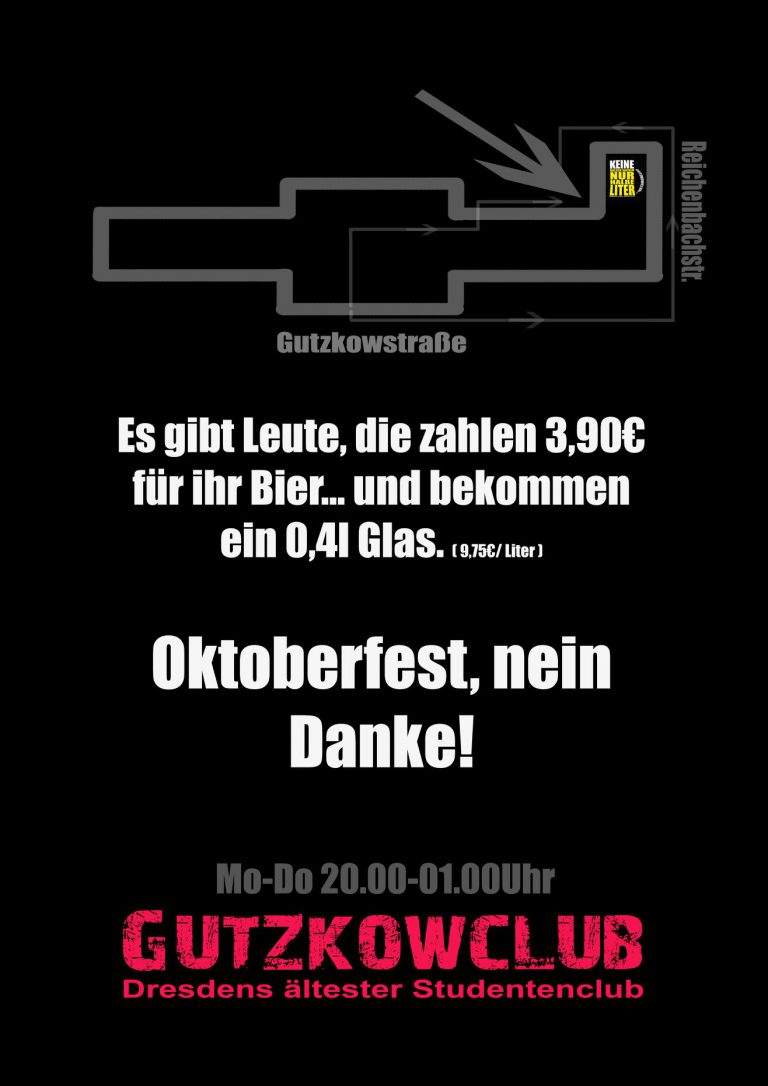 KEINE
NUR
HALBE
LITER
Reichenbachstr.
Gutzkowstraße
Es gibt Leute, die zahlen 3,90€
für ihr Bier... und bekommen
ein 0,4l Glas. ( 9,75€/ Liter )
Oktoberfest, nein
Danke!
Mo-Do 20.00-01.00Uhr
GUTZKOWCLUB
Dresdens ältester Studentenclub